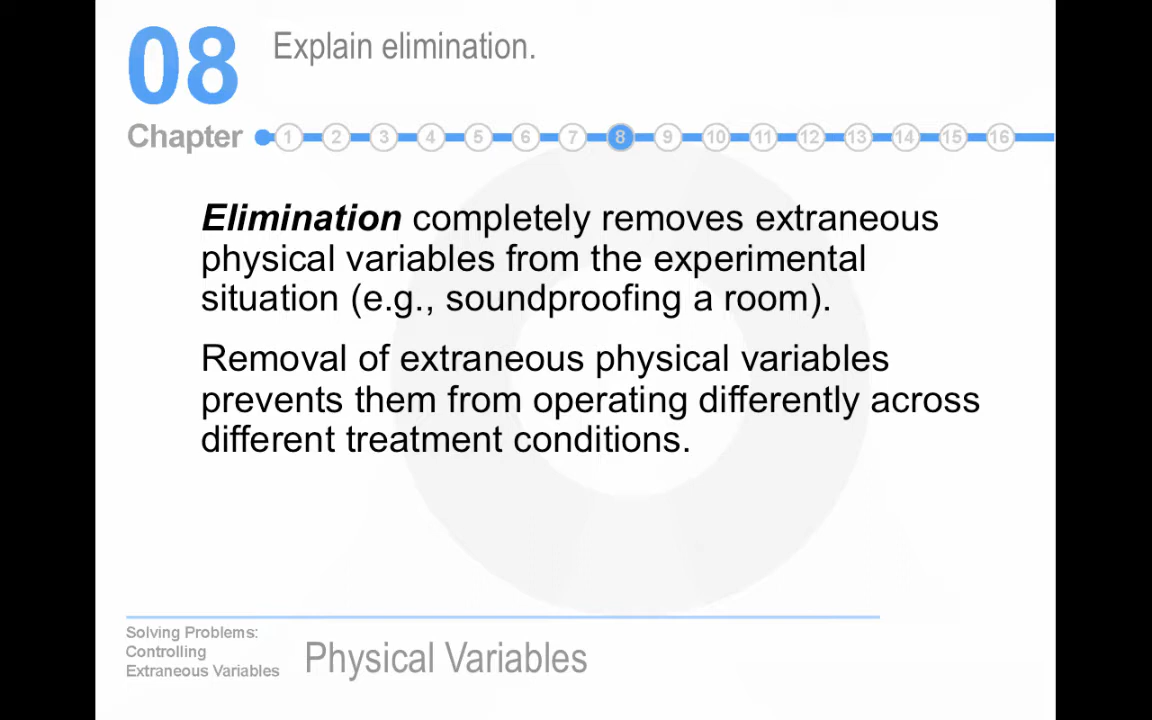 08
Explain elimination.
Chapter
1 2 3 4 5 6 7 8 9 10 11 12 13 14 15 16
Elimination completely removes extraneous
physical variables from the experimental
situation (e.g., soundproofing a room).
Removal of extraneous physical variables
prevents them from operating differently across
different treatment conditions.
Solving Problems:
Controlling
Extraneous Variables
Physical Variables